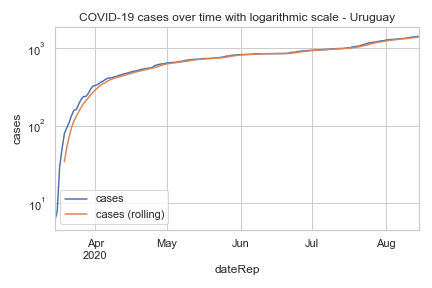 COVID-19 cases over time with logarithmic scale - Uruguay
10³
10²
10¹
cases
cases
cases (rolling)
Apr
2020
May
Jun
Jul
Aug
dateRep